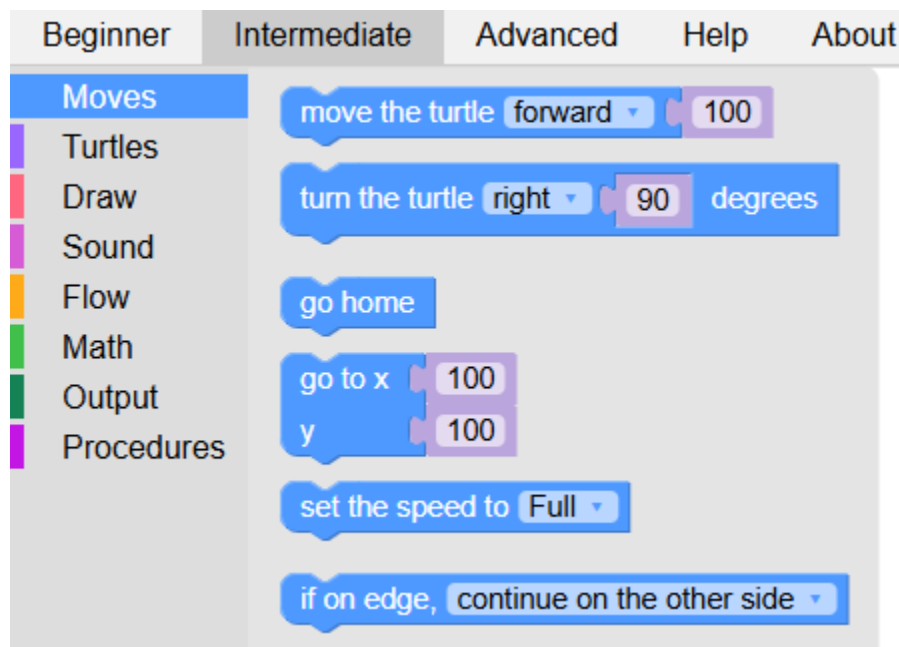 Beginner Intermediate Advanced Help About
Moves
Turtles
Draw
Sound
Flow
Math
Output
Procedures
move the turtle forward 100
turn the turtle right 90 degrees
go home
go to x 100
y 100
set the speed to Full
if on edge, continue on the other side